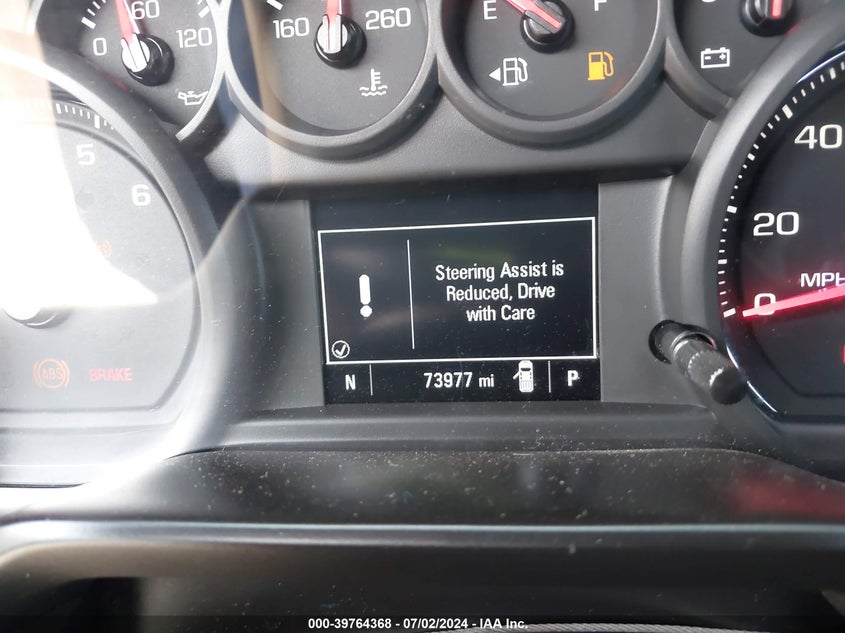 0 60 120
160 260
E F
5
6
40
20
0
MPH
Steering Assist is
Reduced, Drive
with Care
N 73977 mi P
ABS BRAKE
000-39764368 - 07/02/2024 - IAA Inc.